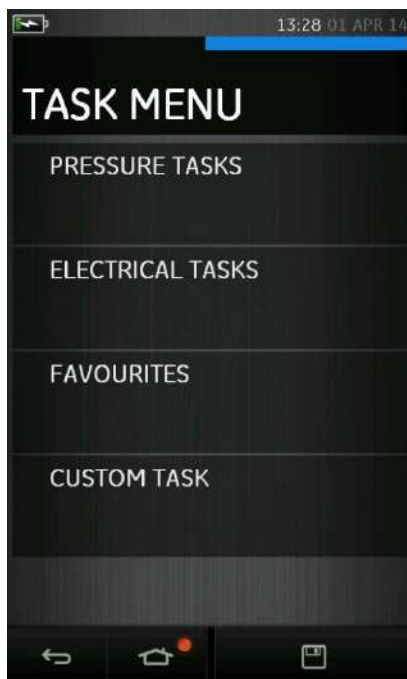 13:28 01 APR 14
TASK MENU
PRESSURE TASKS
ELECTRICAL TASKS
FAVOURITES
CUSTOM TASK